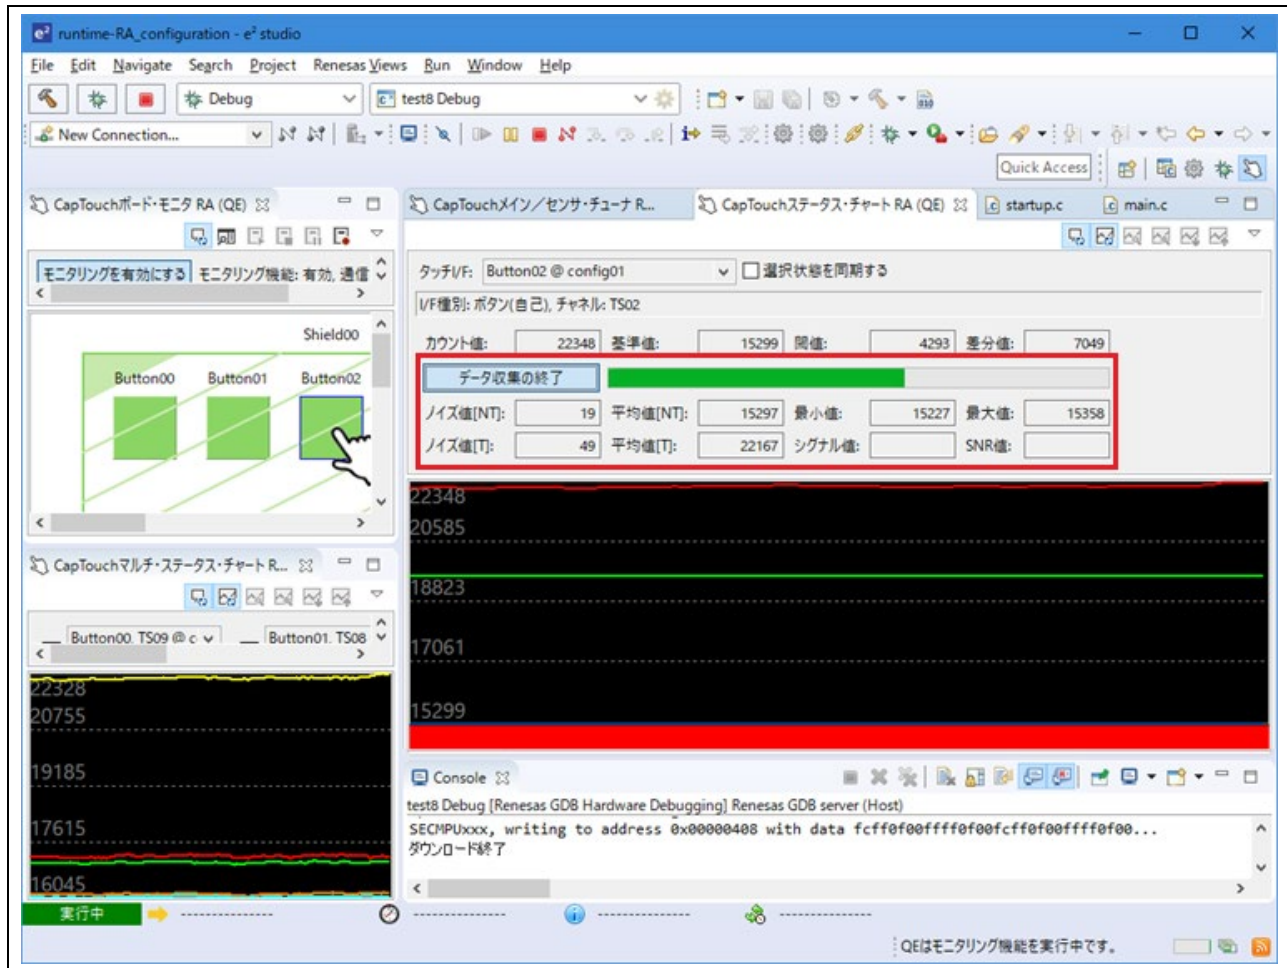 runtime-RA_configuration - e² studio
File Edit Navigate Search Project Renesas Views Run Window Help
Debug
test8 Debug
New Connection...
Quick Access
CapTouchボード・モニタ RA (QE)
モニタリングを有効にする モニタリング機能: 有効, 通信
Shield00
Button00 Button01 Button02
CapTouchマルチ・ステータス・チャート R...
Button00, TS09 @ c
Button01, TS08
22328
20755
19185
17615
16045
CapTouchメイン／センサ・チューナ R...
CapTouchステータス・チャート RA (QE)
startup.c
main.c
タッチI/F: Button02 @ config01 選択状態を同期する
I/F種別: ボタン(自己), チャネル: TS02
カウント値: 22348 基準値: 15299 閾値: 4293 差分値: 7049
データ収集の終了
ノイズ値[NT]: 19 平均値[NT]: 15297 最小値: 15227 最大値: 15358
ノイズ値[T]: 49 平均値[T]: 22167 シグナル値: SNR値:
22348
20585
18823
17061
15299
Console
test8 Debug [Renesas GDB Hardware Debugging] Renesas GDB server (Host)
SECMPUxxx, writing to address 0x00000408 with data fcff0f00ffff0f00fcff0f00ffff0f00...
ダウンロード終了
実行中 ---------------- ---------------- ---------------- ----------------
QEはモニタリング機能を実行中です。